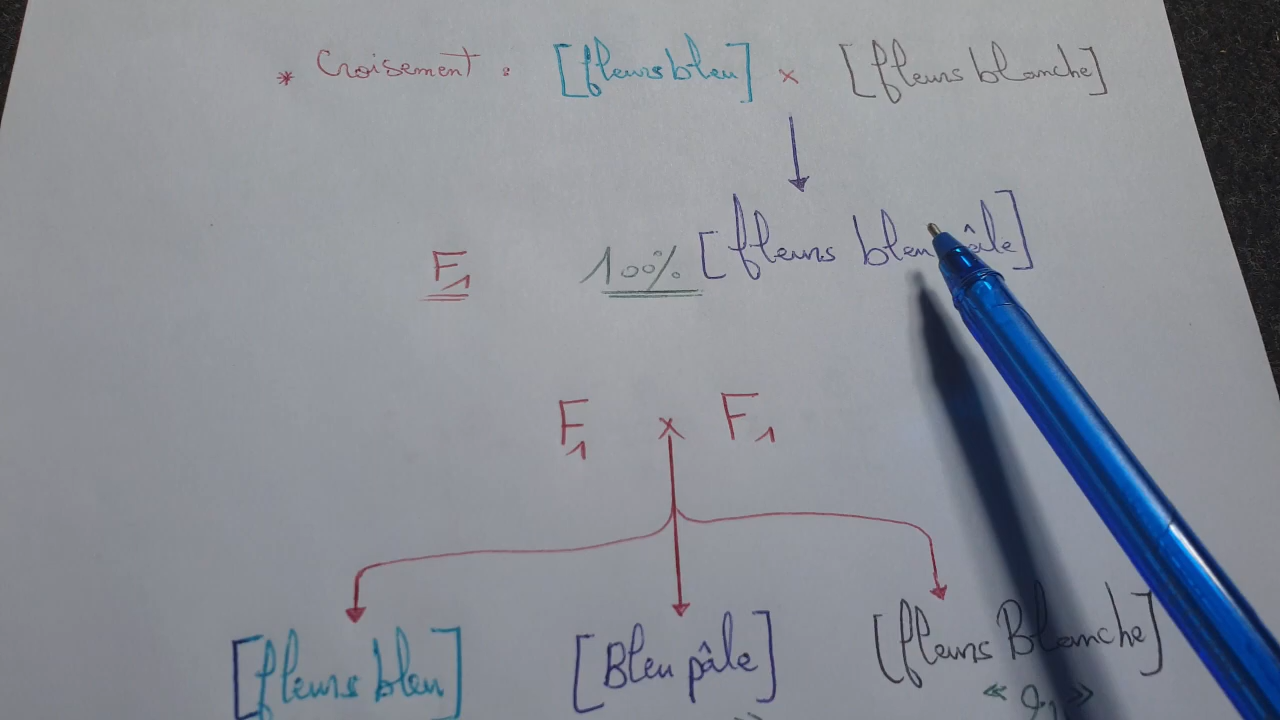 * Croisement : [fleurs bleu] x [fleurs blanche]
F1 100% [fleurs bleu pâle]
F1 x F1
[fleurs bleu] [Bleu pâle] [fleurs Blanche]